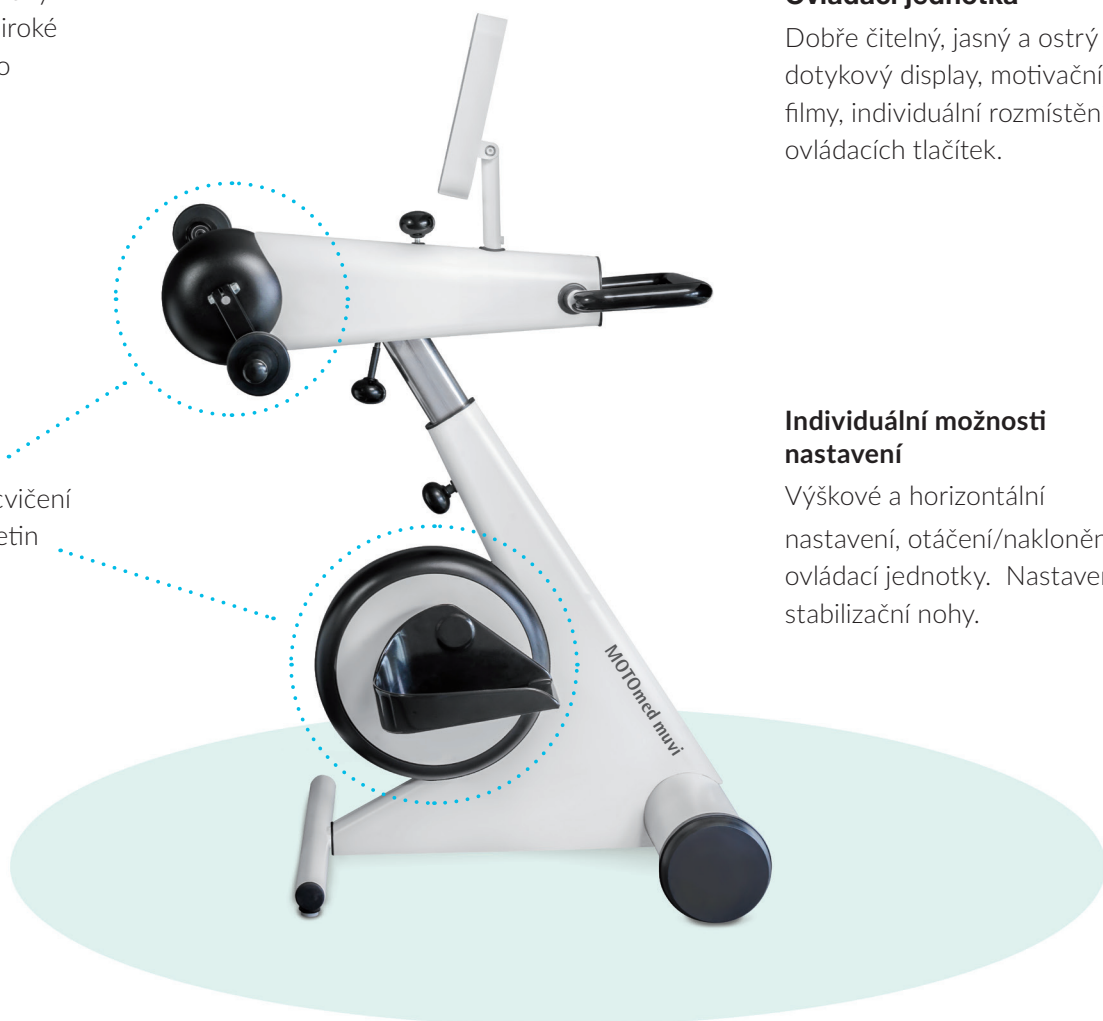 iroké
o
cvičení
etin
Ovládací jednotka
Dobře čitelný, jasný a ostrý
dotykový display, motivační
filmy, individuální rozmístěn
ovládacích tlačítek.
Individuální možnosti
nastavení
Výškové a horizontální
nastavení, otáčení/nakloněn
ovládací jednotky. Nastaven
stabilizační nohy.
MOTOmed muvi